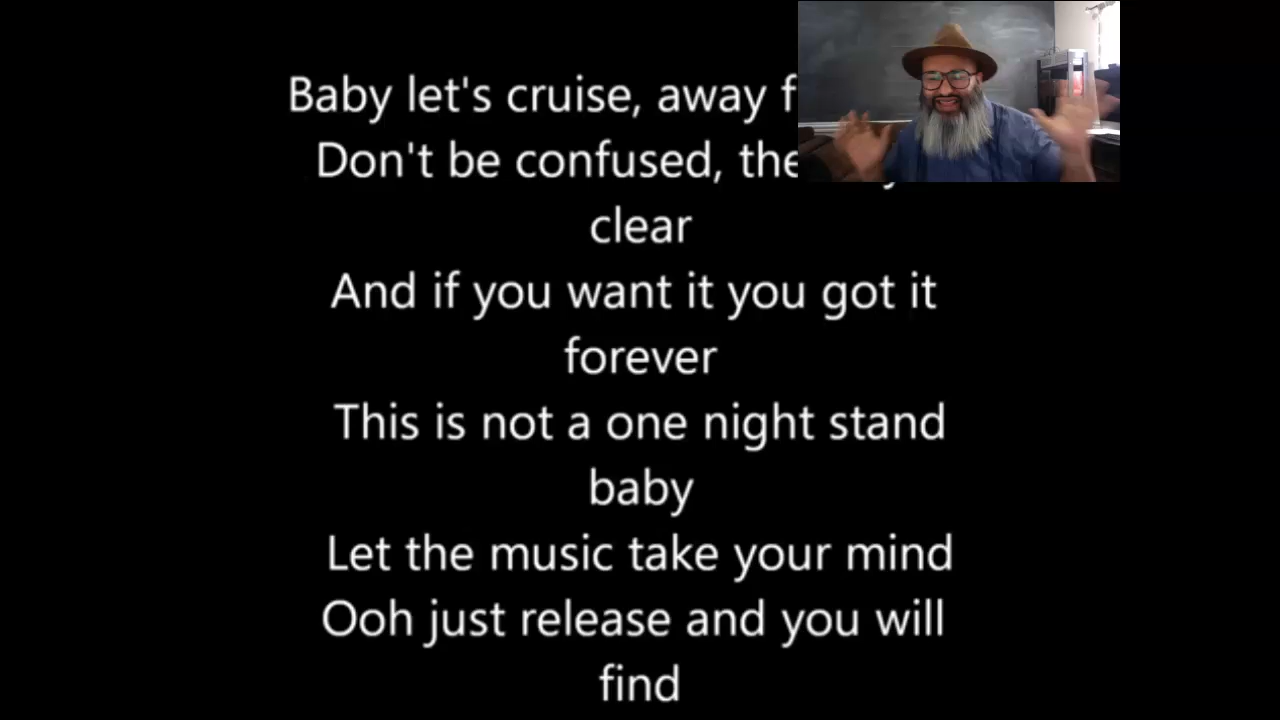 Baby let's cruise, away
Don't be confused,
clear
And if you want it you got it
forever
This is not a one night stand
baby
Let the music take your mind
Ooh just release and you will
find